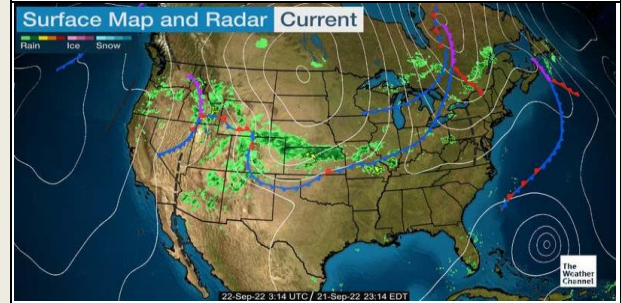 Surface Map and Radar Current
Rain Ice Snow
The
Weather
Channel
22-Sep-22 3:14 UTC / 21-Sep-22 23:14 EDT